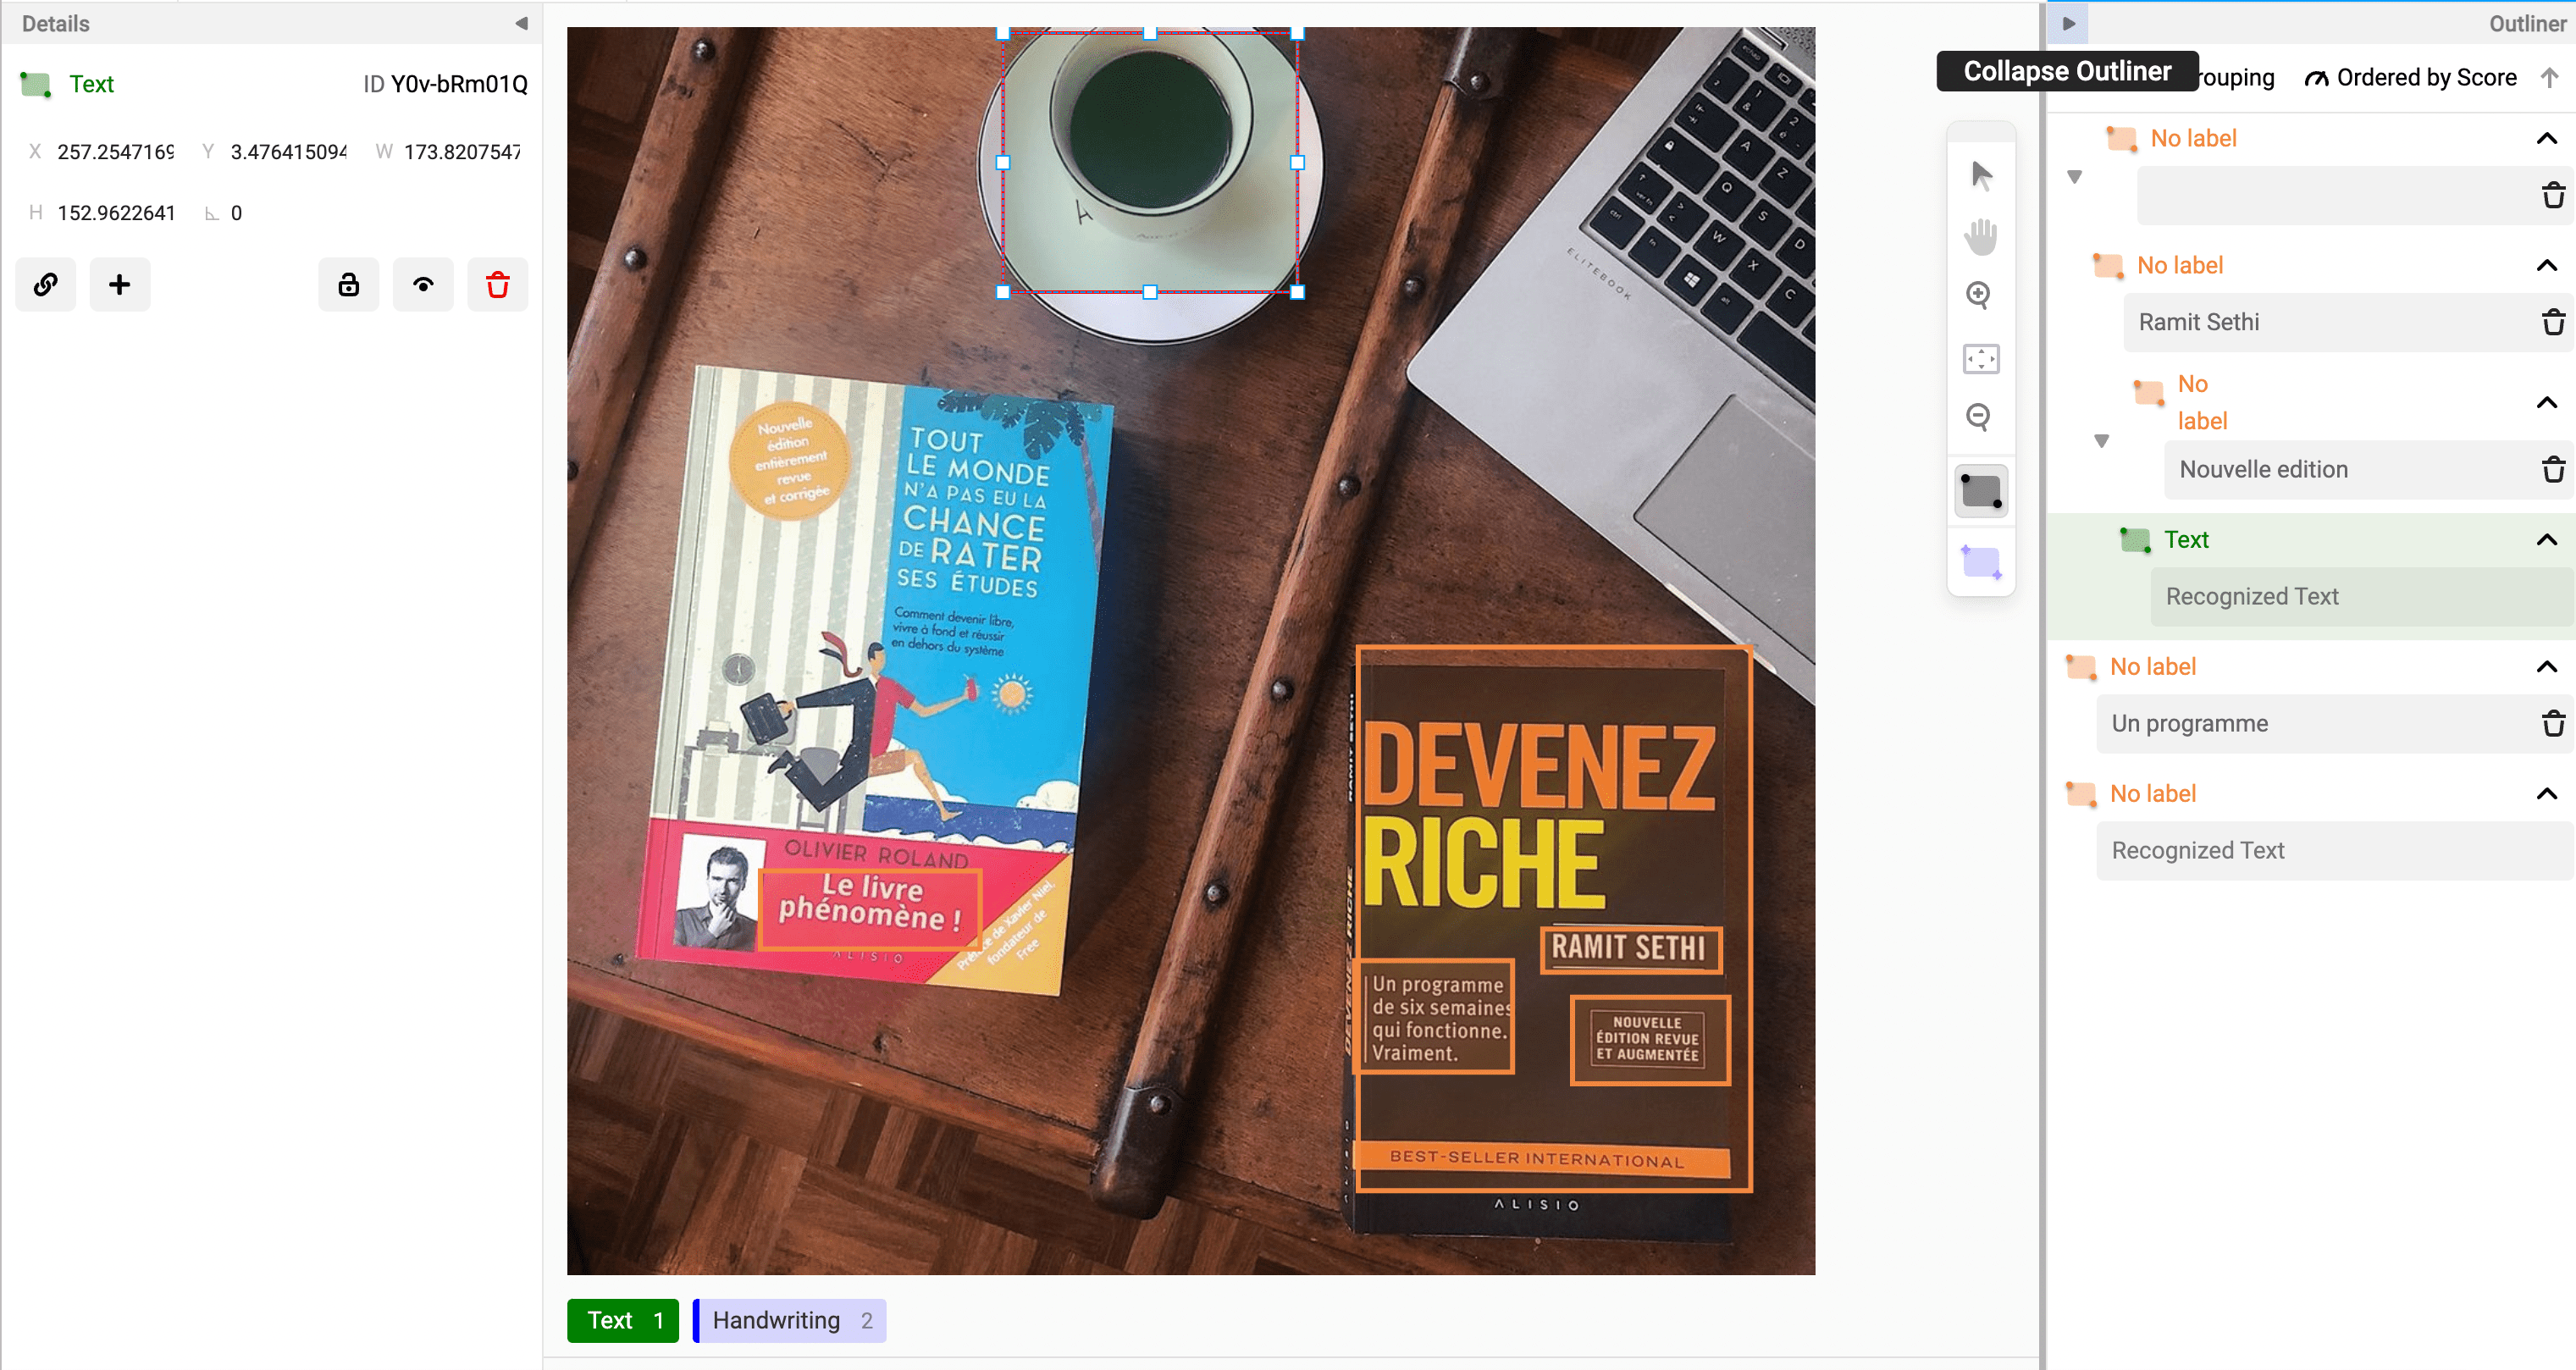 Details
Outliner
Text
ID Y0v-bRm01Q
X 257.2547169
Y 3.476415094
W 173.8207547
H 152.9622641
0
Collapse Outliner
Ordered by Score
No label
No label
Ramit Sethi
No
label
Nouvelle edition
Text
Recognized Text
No label
Un programme
No label
Recognized Text
ELITEBOOK
Nouvelle
édition
entièrement
revue
et corrigée
TOUT
LE MONDE
N'A PAS EU LA
CHANCE
DE RATER
SES ÉTUDES
Comment devenir libre,
vivre à fond et réussir
en dehors du système
OLIVIER ROLAND
Le livre
phénomène !
de Xavier Niel,
fondateur de
Free
ALISIO
RAMIT SETHI
DEVENEZ RICHE
DEVENEZ
RICHE
RAMIT SETHI
Un programme
de six semaines
qui fonctionne.
Vraiment.
NOUVELLE
ÉDITION REVUE
ET AUGMENTÉE
BEST-SELLER INTERNATIONAL
ALISIO
Text 1
Handwriting 2